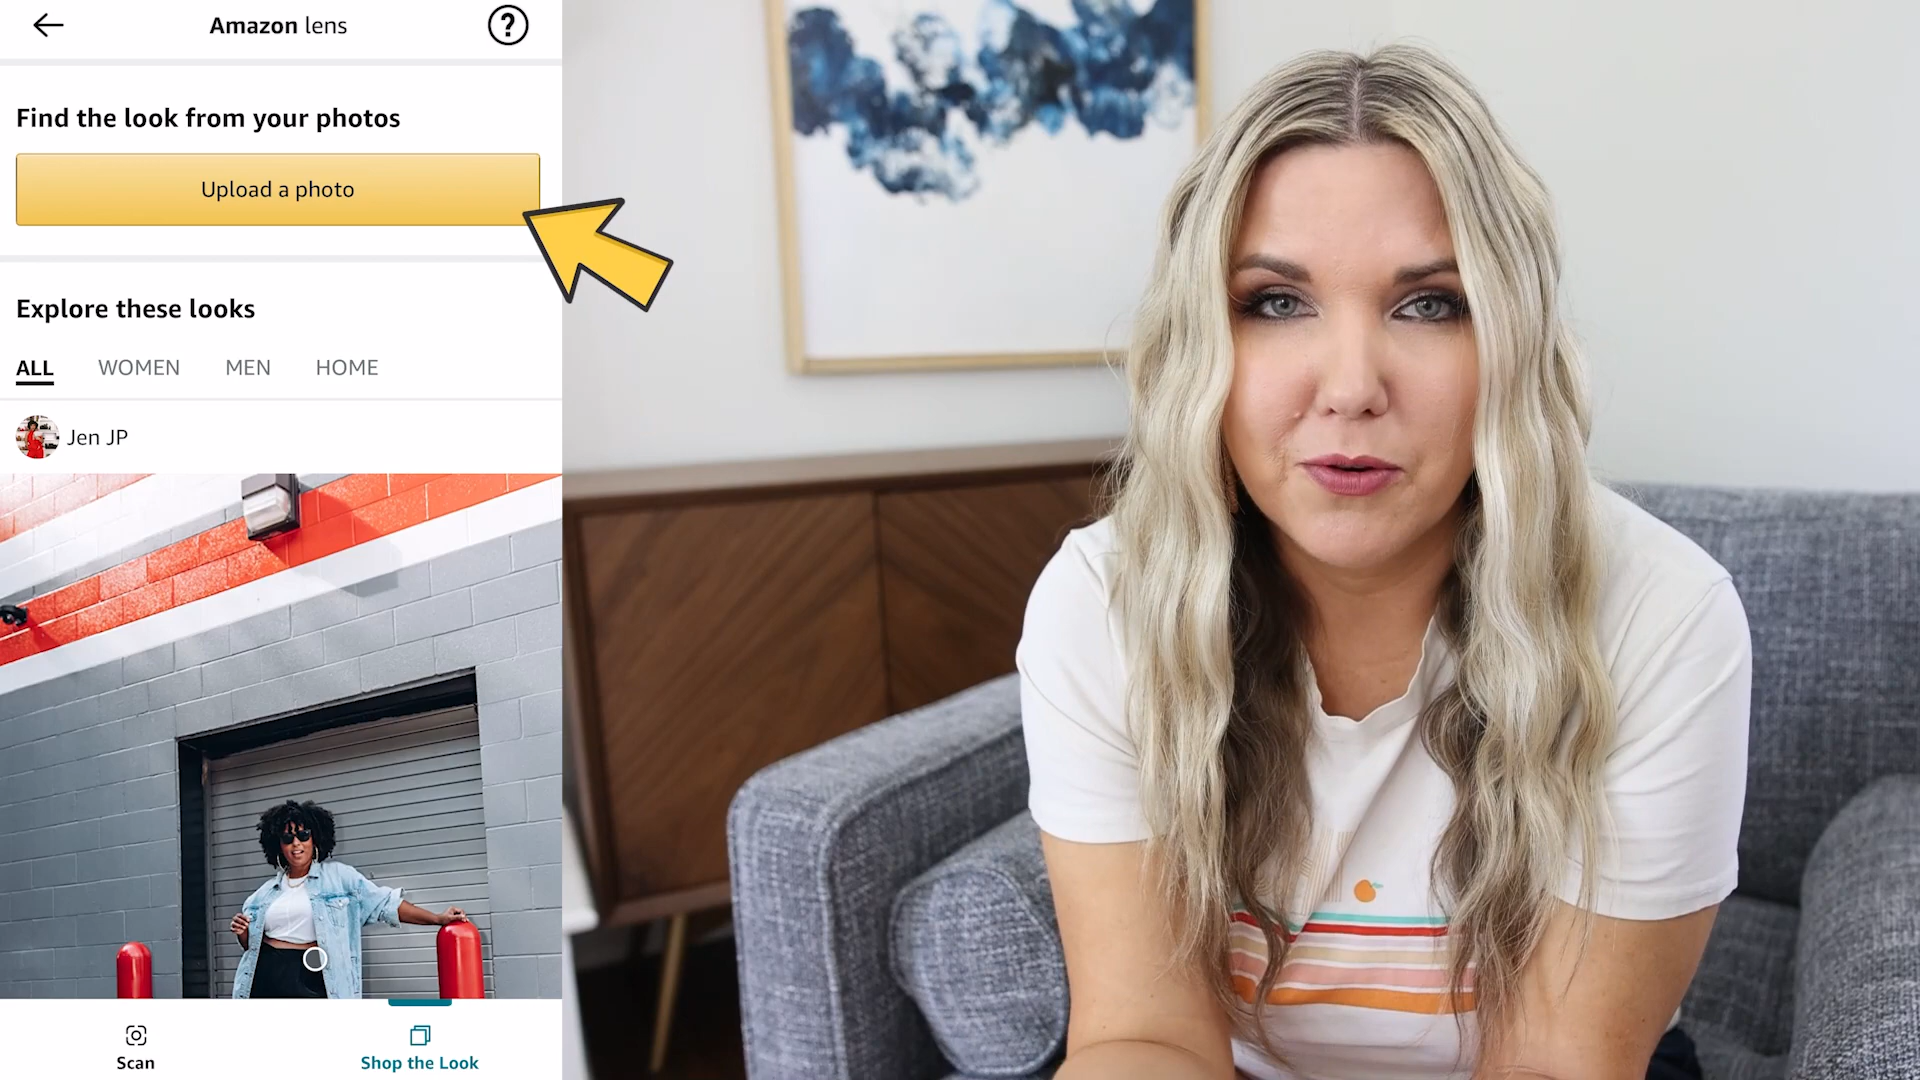 Amazon lens
?
Find the look from your photos
Upload a photo
Explore these looks
ALL WOMEN MEN HOME
Jen JP
Scan
Shop the Look